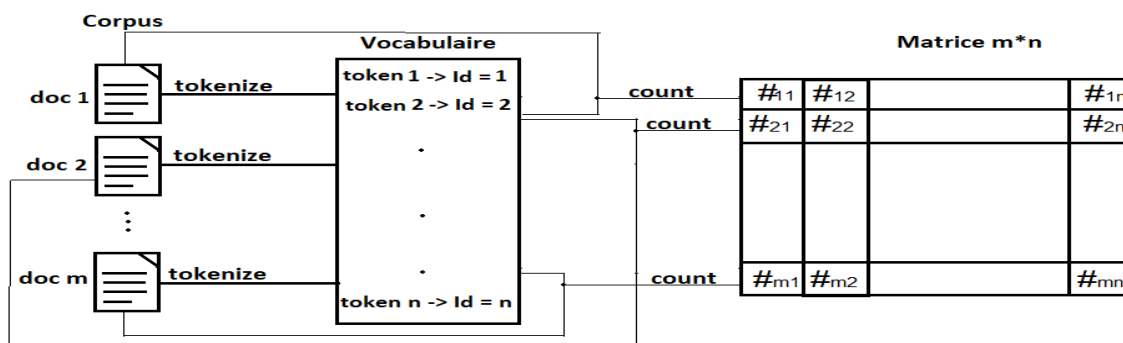 Corpus
Vocabulaire
Matrice m*n
doc 1
tokenize
token 1 -> Id = 1
token 2 -> Id = 2
count
#11 #12 #1n
count
#21 #22 #2n
doc 2
tokenize
doc m
tokenize
token n -> Id = n
count
#m1 #m2 #mn